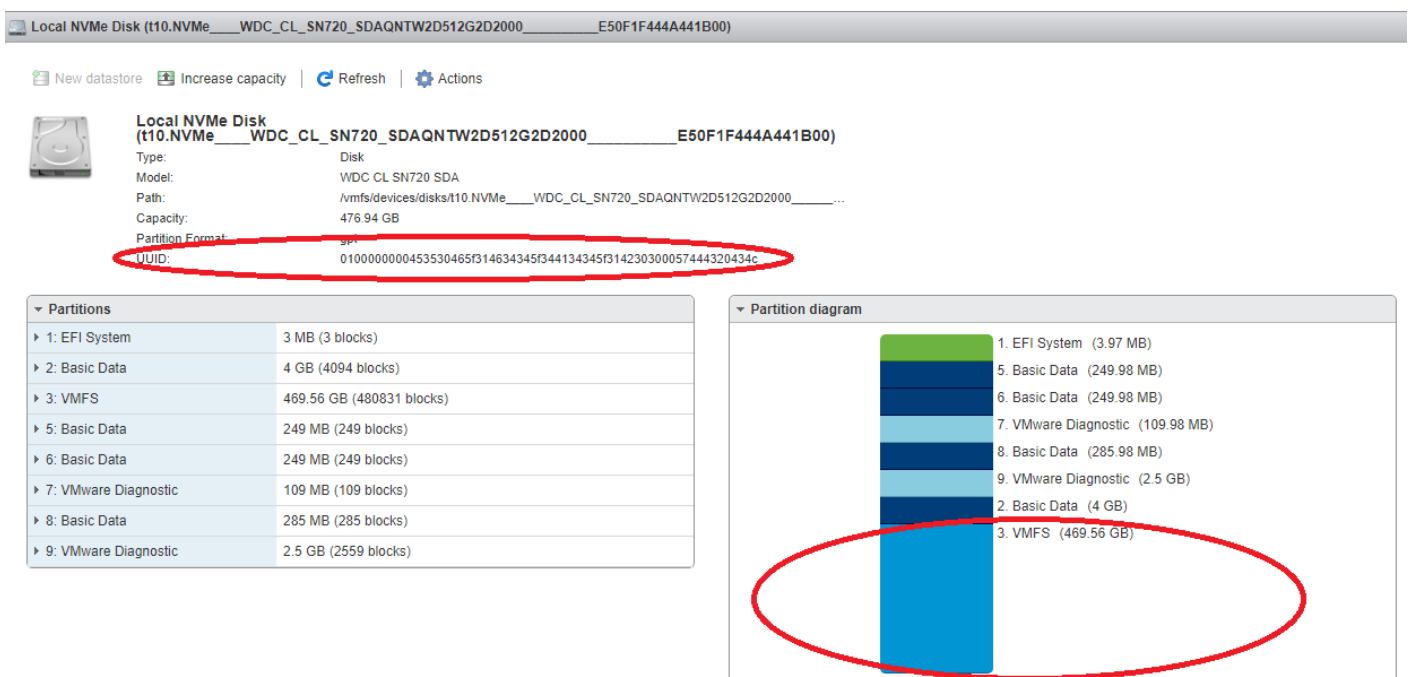 Local NVMe Disk (t10.NVMe____WDC_CL_SN720_SDAQNTW2D512G2D2000__________E50F1F444A441B00)
New datastore Increase capacity Refresh Actions
Local NVMe Disk
(t10.NVMe____WDC_CL_SN720_SDAQNTW2D512G2D2000__________E50F1F444A441B00)
Type: Disk
Model: WDC CL SN720 SDA
Path: /vmfs/devices/disks/t10.NVMe____WDC_CL_SN720_SDAQNTW2D512G2D2000______...
Capacity: 476.94 GB
Partition Format: gpt
UUID: 0100000000453530465f314634345f344134345f314230300057444320434c
Partitions
1: EFI System 3 MB (3 blocks)
2: Basic Data 4 GB (4094 blocks)
3: VMFS 469.56 GB (480831 blocks)
5: Basic Data 249 MB (249 blocks)
6: Basic Data 249 MB (249 blocks)
7: VMware Diagnostic 109 MB (109 blocks)
8: Basic Data 285 MB (285 blocks)
9: VMware Diagnostic 2.5 GB (2559 blocks)
Partition diagram
1. EFI System (3.97 MB)
5. Basic Data (249.98 MB)
6. Basic Data (249.98 MB)
7. VMware Diagnostic (109.98 MB)
8. Basic Data (285.98 MB)
9. VMware Diagnostic (2.5 GB)
2. Basic Data (4 GB)
3. VMFS (469.56 GB)